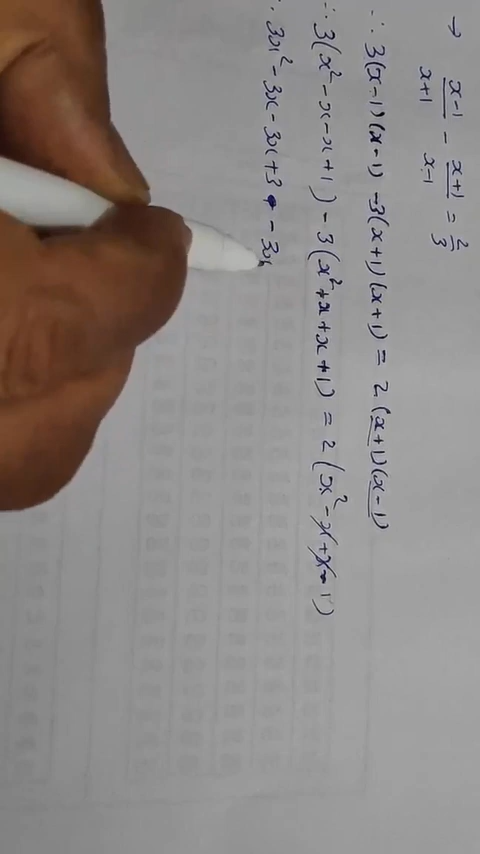 → x-1/x+1 - x+1/x-1 = 2/3
∴ 3(x-1)(x-1) -3(x+1)(x+1) = 2(x+1)(x-1)
∴ 3(x²-x-x+1) - 3(x²+x+x+1) = 2(x²-x+x-1)
∴ 3x²-3x-3x+3 - 3x